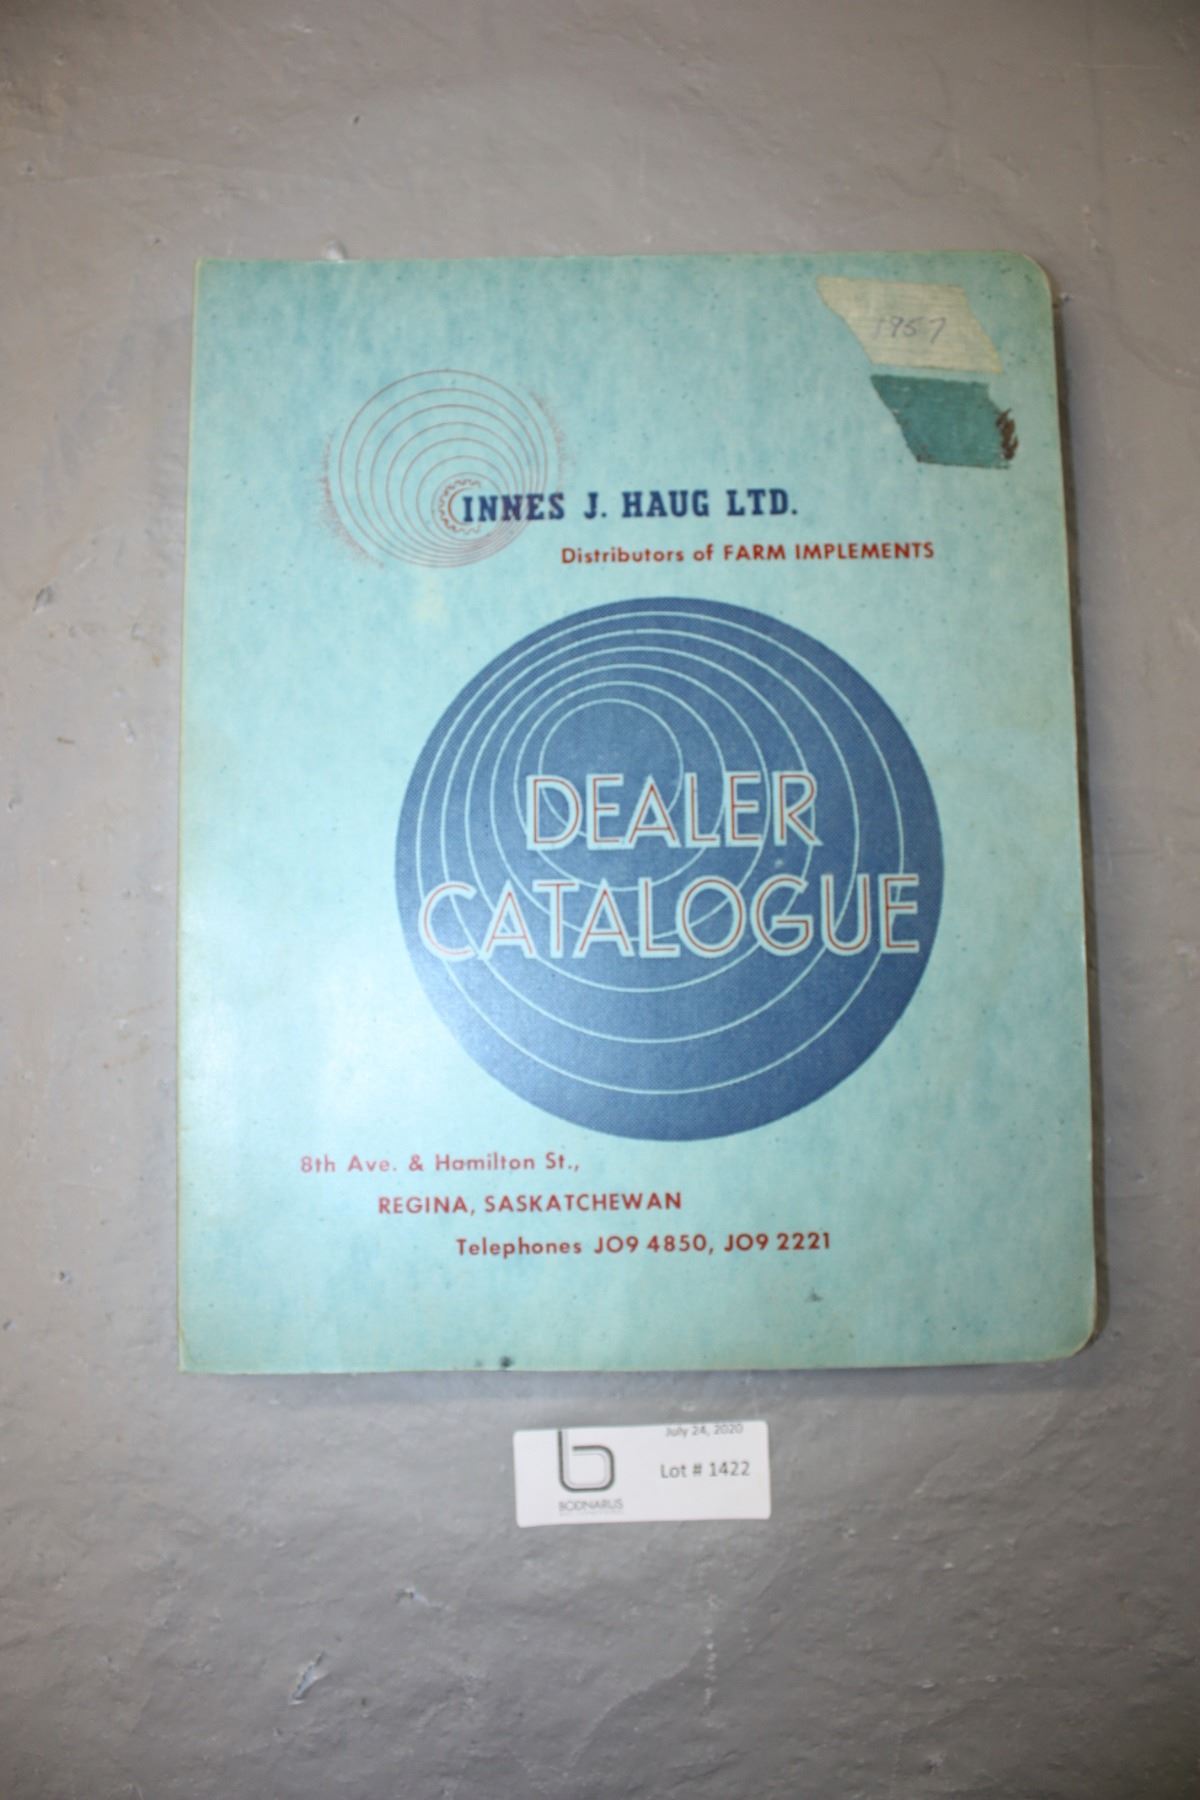 1957
INNES J. HAUG LTD.
Distributors of FARM IMPLEMENTS
DEALER
CATALOGUE
8th Ave. & Hamilton St.,
REGINA, SASKATCHEWAN
Telephones JO9 4850, JO9 2221
July 24, 2020
Lot # 1422
BODNARUS